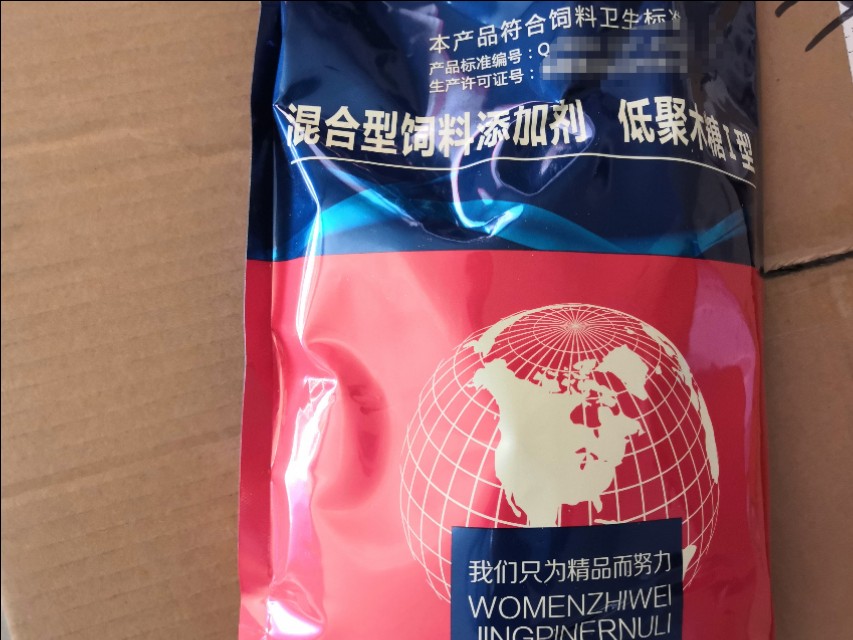 本产品符合饲料卫生标准
产品标准编号：Q
生产许可证号：
混合型饲料添加剂 低聚木糖I型
我们只为精品而努力
WOMENZHIWEI
JINGPINERNULI